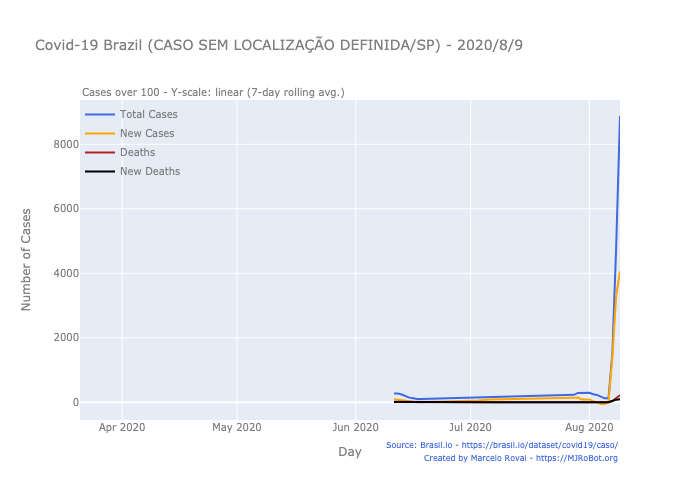 Covid-19 Brazil (CASO SEM LOCALIZAÇÃO DEFINIDA/SP) - 2020/8/9
Cases over 100 - Y-scale: linear (7-day rolling avg.)
Total Cases
New Cases
Deaths
New Deaths
Number of Cases
8000
6000
4000
2000
0
Apr 2020
May 2020
Jun 2020
Jul 2020
Aug 2020
Day
Source: Brasil.io - https://brasil.io/dataset/covid19/caso/
Created by Marcelo Rovai - https://MJRoBot.org